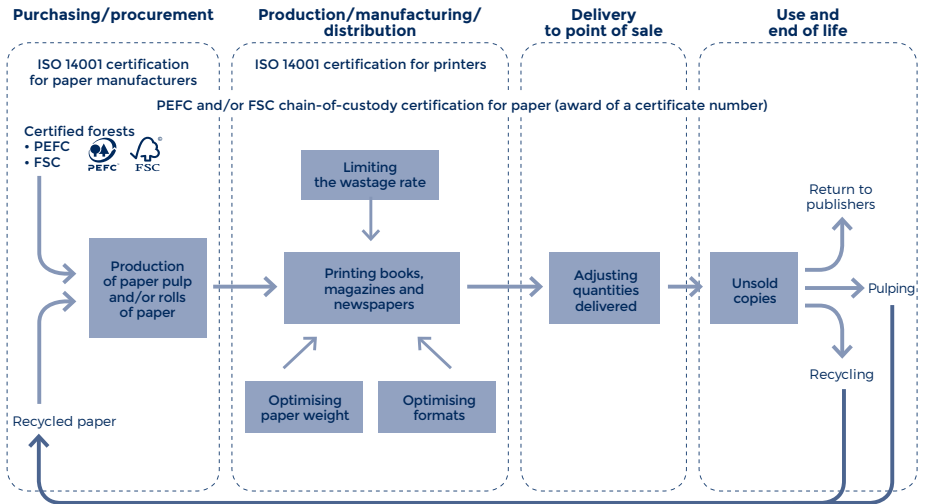 Purchasing/procurement
Production/manufacturing/
distribution
Delivery
to point of sale
Use and
end of life
ISO 14001 certification
for paper manufacturers
ISO 14001 certification for printers
PEFC and/or FSC chain-of-custody certification for paper (award of a certificate number)
Certified forests
• PEFC
• FSC
PEFC
FSC
Limiting
the wastage rate
Return to
publishers
Production
of paper pulp
and/or rolls
of paper
Printing books,
magazines and
newspapers
Adjusting
quantities
delivered
Unsold
copies
Pulping
Recycling
Optimising
paper weight
Optimising
formats
Recycled paper